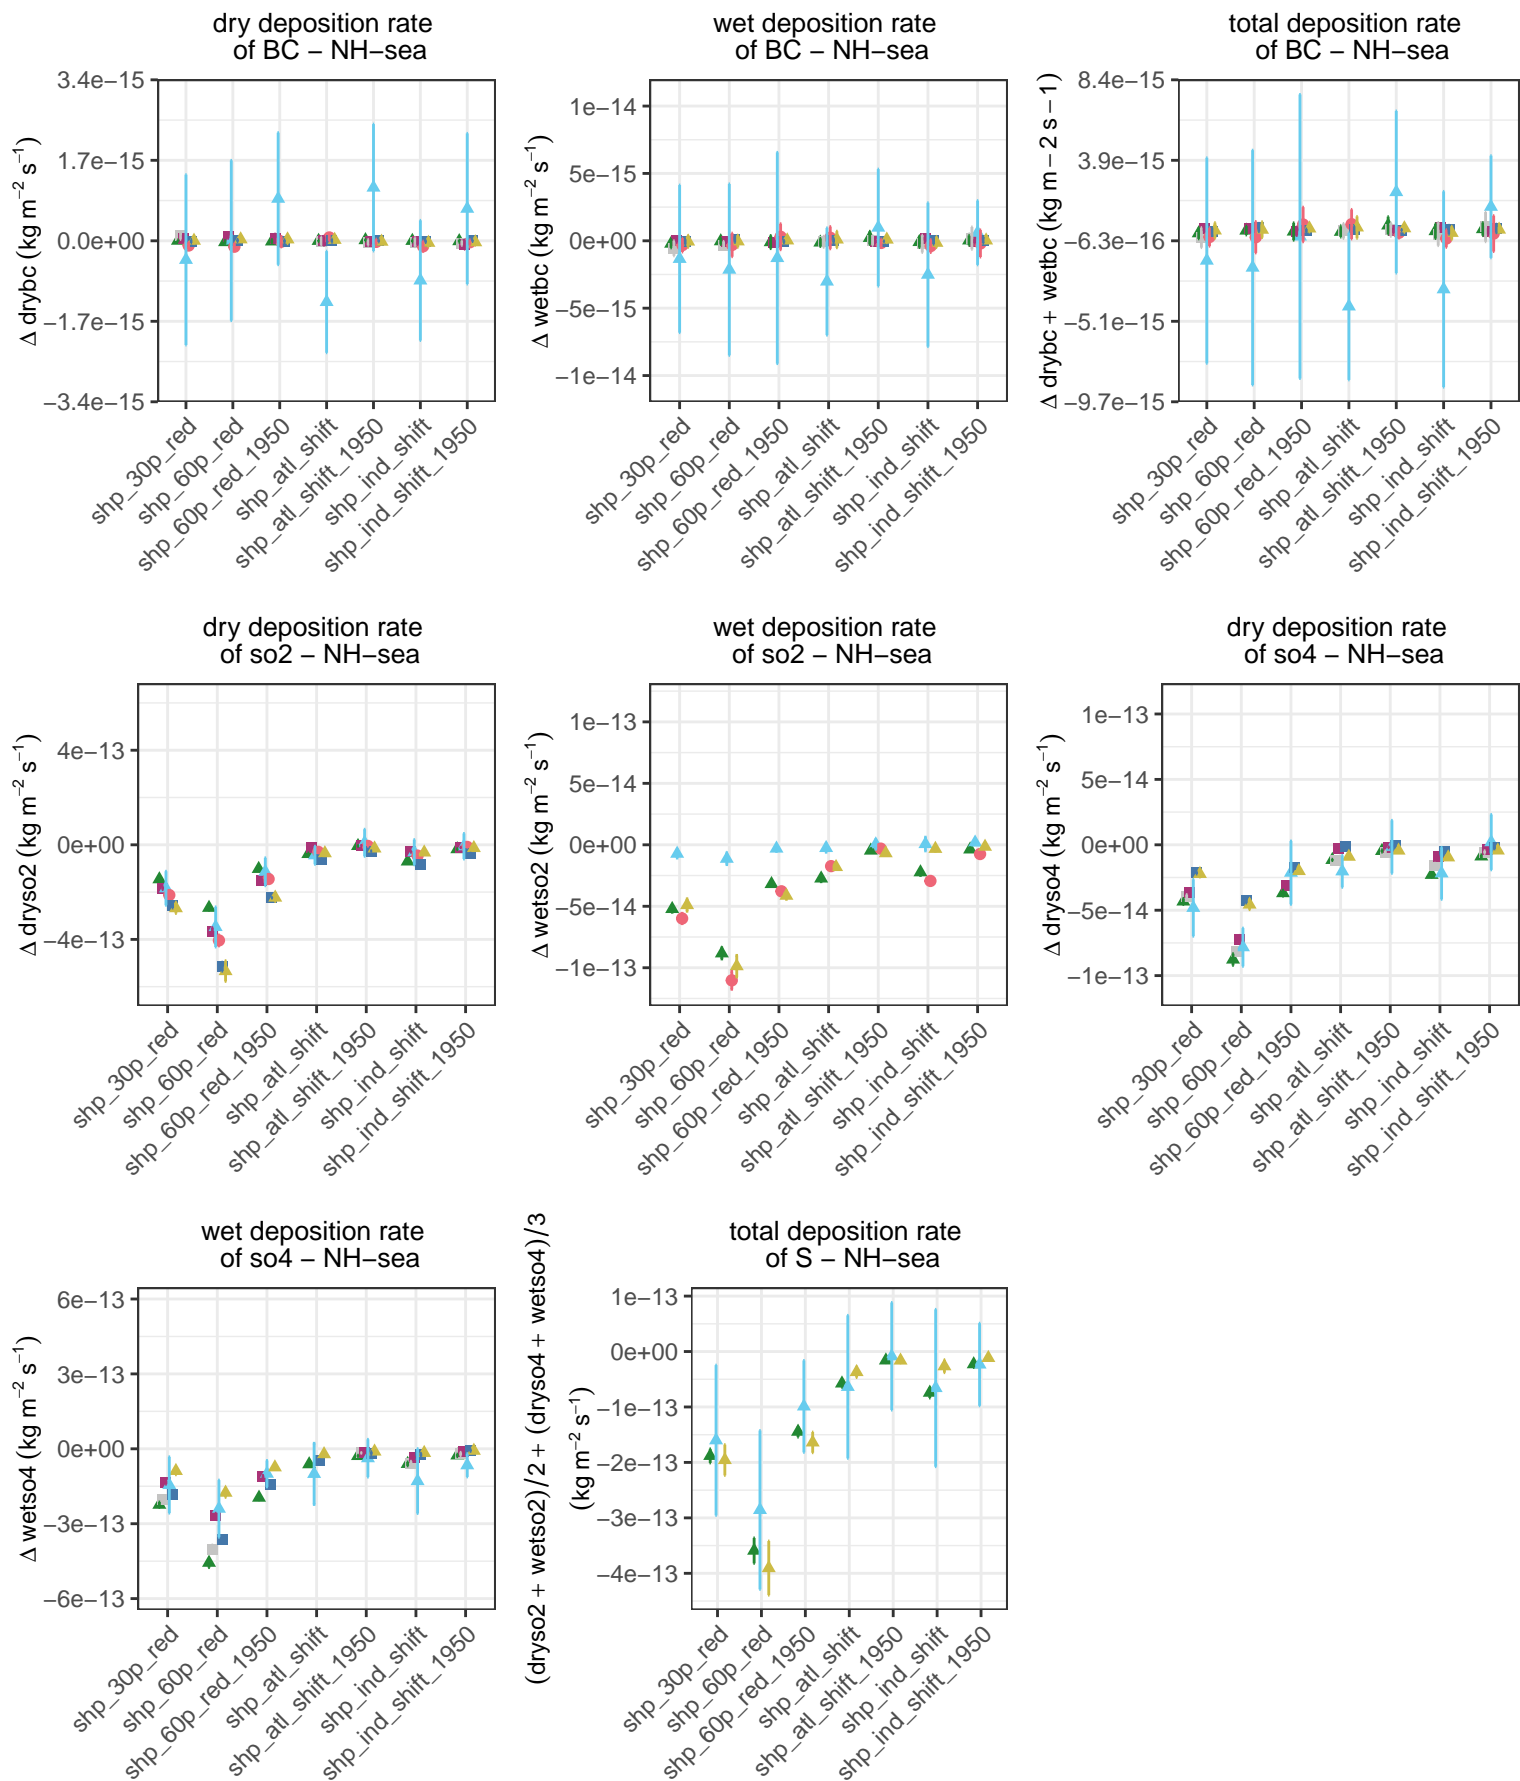 dry deposition rate
of BC − NH−sea
Δ drybc (kg m−2 s−1)
3.4e−15
1.7e−15
0.0e+00
−1.7e−15
−3.4e−15
shp_30p_red
shp_60p_red
shp_60p_red_1950
shp_atl_shift
shp_atl_shift_1950
shp_ind_shift
shp_ind_shift_1950
wet deposition rate
of BC − NH−sea
Δ wetbc (kg m−2 s−1)
1e−14
5e−15
0e+00
−5e−15
−1e−14
shp_30p_red
shp_60p_red
shp_60p_red_1950
shp_atl_shift
shp_atl_shift_1950
shp_ind_shift
shp_ind_shift_1950
total deposition rate
of BC − NH−sea
Δ drybc + wetbc (kg m − 2 s − 1)
8.4e−15
3.9e−15
−6.3e−16
−5.1e−15
−9.7e−15
shp_30p_red
shp_60p_red
shp_60p_red_1950
shp_atl_shift
shp_atl_shift_1950
shp_ind_shift
shp_ind_shift_1950
dry deposition rate
of so2 − NH−sea
Δ dryso2 (kg m−2 s−1)
4e−13
0e+00
−4e−13
shp_30p_red
shp_60p_red
shp_60p_red_1950
shp_atl_shift
shp_atl_shift_1950
shp_ind_shift
shp_ind_shift_1950
wet deposition rate
of so2 − NH−sea
Δ wetso2 (kg m−2 s−1)
1e−13
5e−14
0e+00
−5e−14
−1e−13
shp_30p_red
shp_60p_red
shp_60p_red_1950
shp_atl_shift
shp_atl_shift_1950
shp_ind_shift
shp_ind_shift_1950
dry deposition rate
of so4 − NH−sea
Δ dryso4 (kg m−2 s−1)
1e−13
5e−14
0e+00
−5e−14
−1e−13
shp_30p_red
shp_60p_red
shp_60p_red_1950
shp_atl_shift
shp_atl_shift_1950
shp_ind_shift
shp_ind_shift_1950
wet deposition rate
of so4 − NH−sea
Δ wetso4 (kg m−2 s−1)
6e−13
3e−13
0e+00
−3e−13
−6e−13
shp_30p_red
shp_60p_red
shp_60p_red_1950
shp_atl_shift
shp_atl_shift_1950
shp_ind_shift
shp_ind_shift_1950
total deposition rate
of S − NH−sea
(dryso2 + wetso2)/2 + (dryso4 + wetso4)/3
(kg m−2 s−1)
1e−13
0e+00
−1e−13
−2e−13
−3e−13
−4e−13
shp_30p_red
shp_60p_red
shp_60p_red_1950
shp_atl_shift
shp_atl_shift_1950
shp_ind_shift
shp_ind_shift_1950